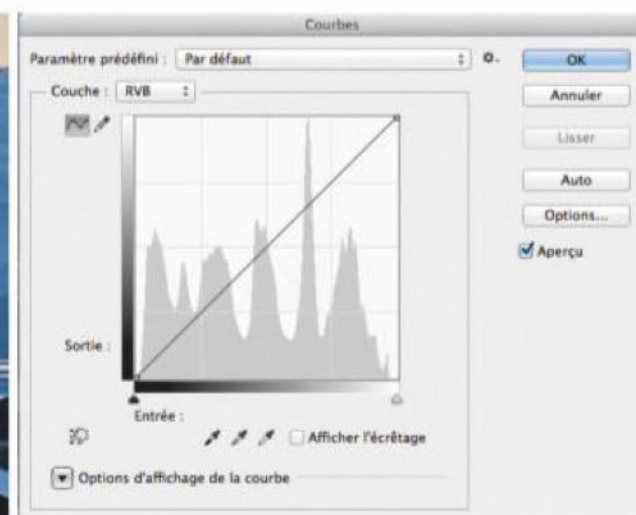 Courbes
Paramètre prédéfini : Par défaut
OK
Couche : RVB
Annuler
Lisser
Auto
Options...
Aperçu
Sortie :
Entrée :
Afficher l'écrêtage
Options d'affichage de la courbe